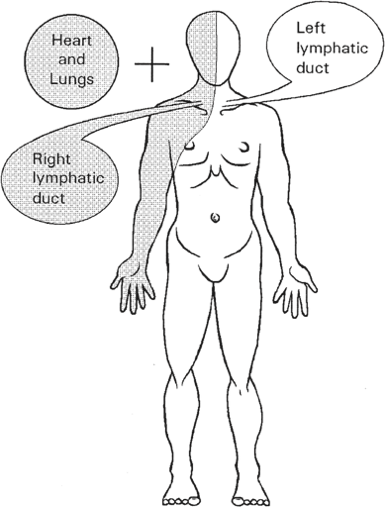 Heart
and
Lungs
+
Left
lymphatic
duct
Right
lymphatic
duct